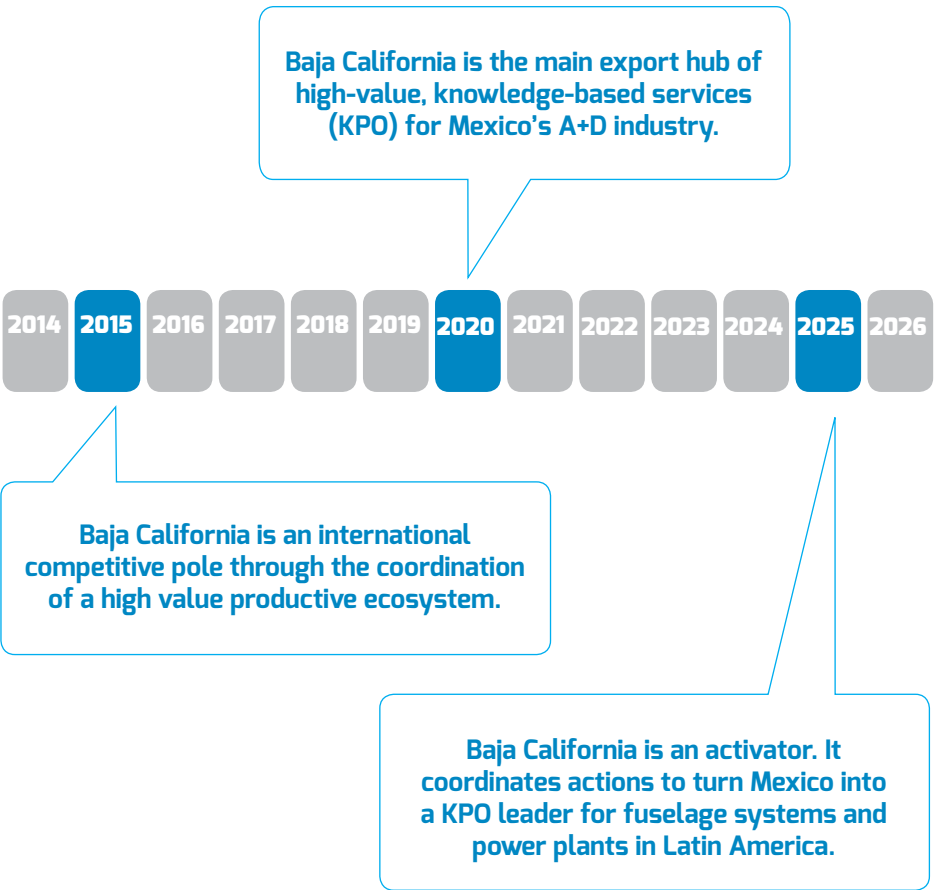 Baja California is the main export hub of
high-value, knowledge-based services
(KPO) for Mexico's A+D industry.
2014 2015 2016 2017 2018 2019 2020 2021 2022 2023 2024 2025 2026
Baja California is an international
competitive pole through the coordination
of a high value productive ecosystem.
Baja California is an activator. It
coordinates actions to turn Mexico into
a KPO leader for fuselage systems and
power plants in Latin America.